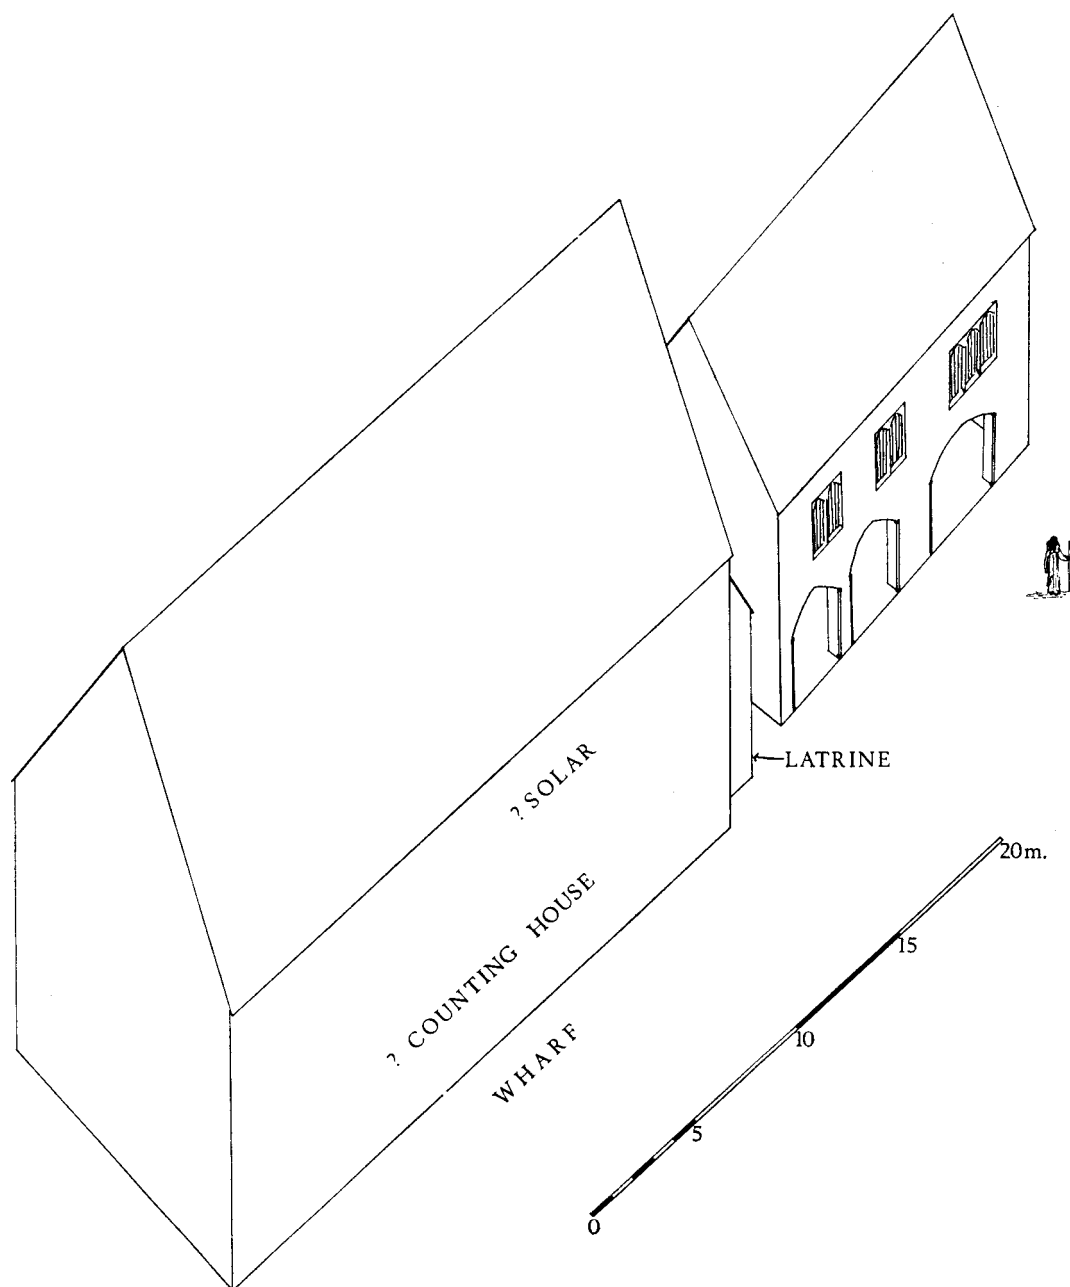 ? SOLAR
LATRINE
? COUNTING HOUSE
WHARF
20m.
15
10
5
0